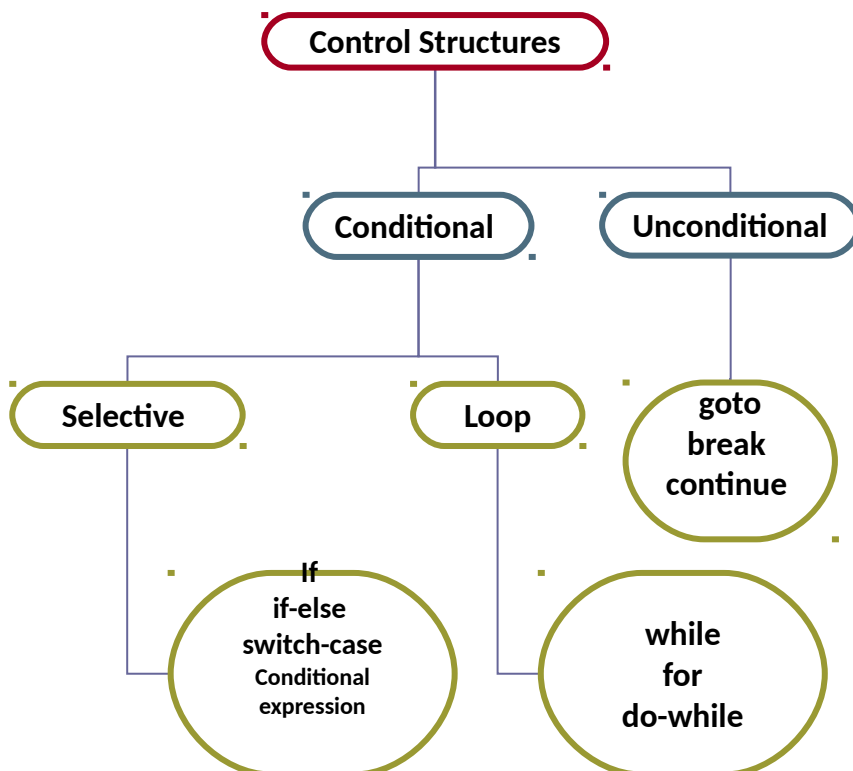 Control Structures
Conditional
Unconditional
Selective
Loop
goto
break
continue
If
if-else
switch-case
Conditional
expression
while
for
do-while